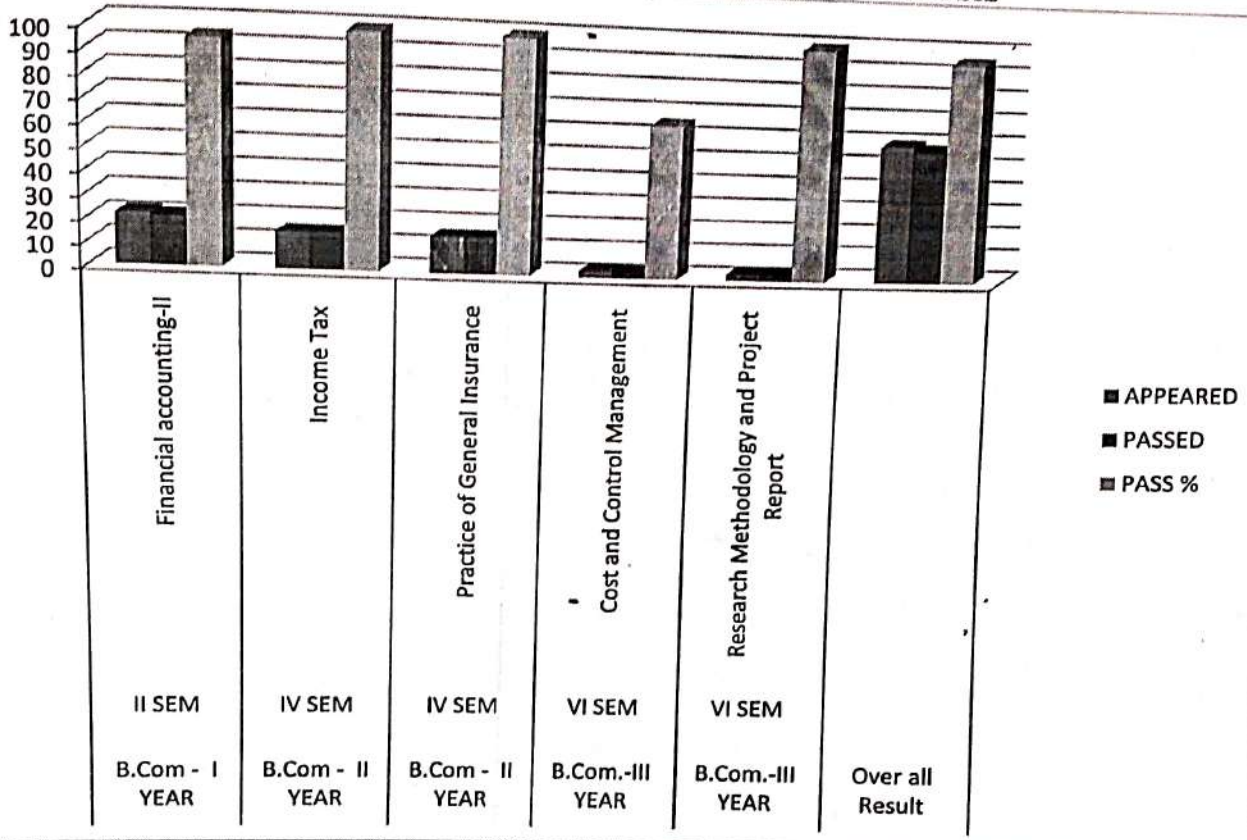 100
90
80
70
60
50
40
30
20
10
0
Financial accounting-II
Income Tax
Practice of General Insurance
Cost and Control Management
Research Methodology and Project
Report
II SEM
IV SEM
IV SEM
VI SEM
VI SEM
B.Com - I
YEAR
B.Com - II
YEAR
B.Com - II
YEAR
B.Com.-III
YEAR
B.Com.-III
YEAR
Over all
Result
APPEARED
PASSED
PASS %